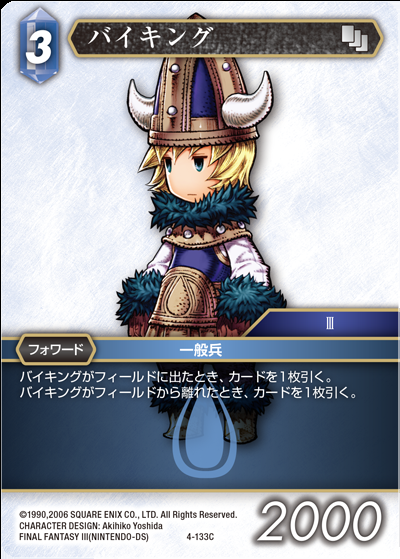 3
バイキング
Ⅲ
フォワード
一般兵
バイキングがフィールドに出たとき、カードを1枚引く。
バイキングがフィールドから離れたとき、カードを1枚引く。
©1990,2006 SQUARE ENIX CO., LTD. All Rights Reserved.
CHARACTER DESIGN: Akihiko Yoshida
FINAL FANTASY III(NINTENDO-DS)
4-133C
2000